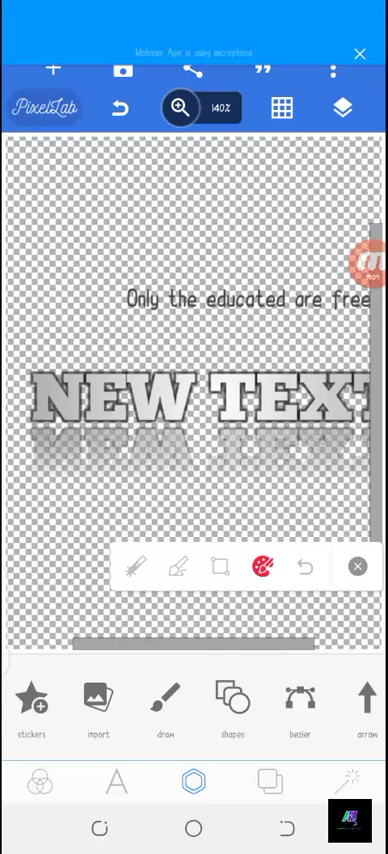 Mobizen App is using microphone
PixelLab
140%
Only the educated are free
NEW TEXT
stickers
import
draw
shapes
bezier
arrow